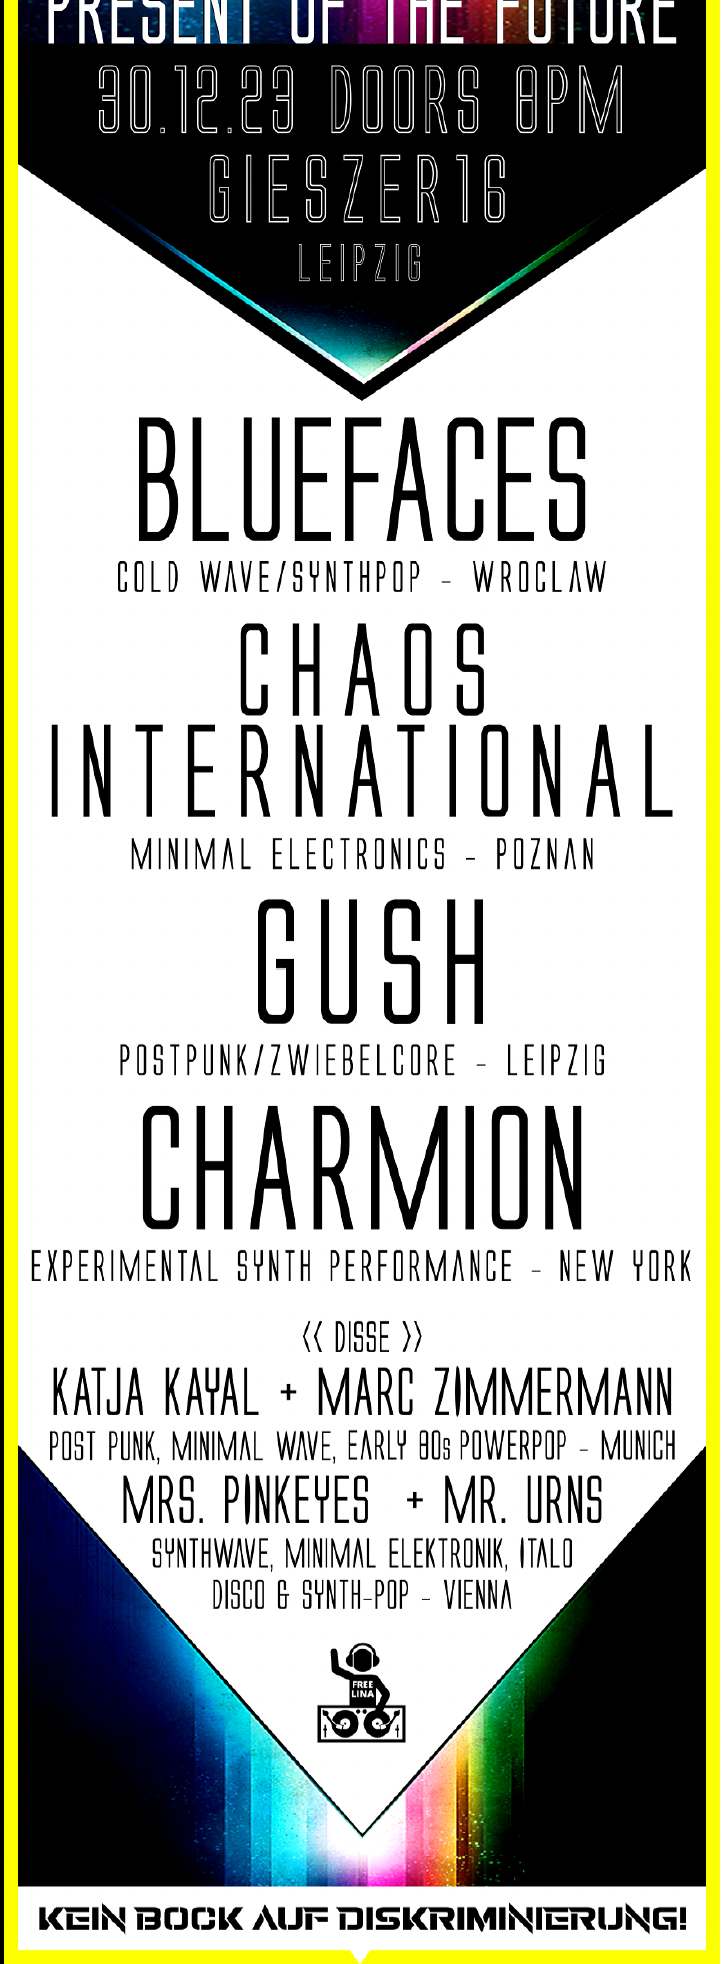 PRESENT OF THE FUTURE
30.12.23 DOORS 8PM
GIESZER16
LEIPZIG
BLUEFACES
COLD WAVE/SYNTHPOP - WROCLAW
CHAOS
INTERNATIONAL
MINIMAL ELECTRONICS - POZNAN
GUSH
POSTPUNK/ZWIEBELCORE - LEIPZIG
CHARMION
EXPERIMENTAL SYNTH PERFORMANCE - NEW YORK
<< DISSE >>
KATJA KAYAL + MARC ZIMMERMANN
POST PUNK, MINIMAL WAVE, EARLY 80s POWERPOP - MUNICH
MRS. PINKEYES + MR. URNS
SYNTHWAVE, MINIMAL ELEKTRONIK, ITALO
DISCO & SYNTH-POP - VIENNA
FREE
LINA
KEIN BOCK AUF DISKRIMINIERUNG!